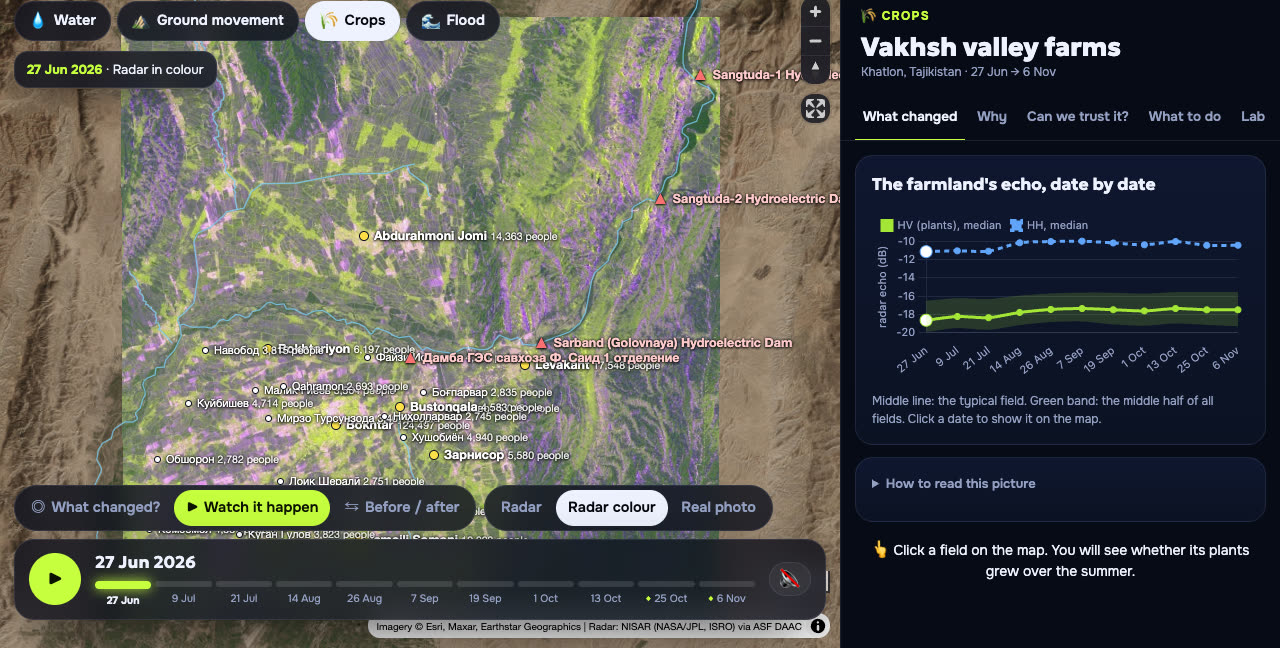 Water
Ground movement
Crops
Flood
27 Jun 2026 · Radar in colour
Sangtuda-1
Sangtuda-2 Hydroelectric
Abdurahmoni Jomi 14,363 people
Sarband (Golovnaya) Hydroelectric Dam
Дамба ГЭС савхоза Ф. Саид 1 отделение
Levakant 17,548 people
Навобод
6,197 people
Qahramon 2,693 people
Боғпарвар 2,835 people
Куйбишев 4,714 people
Bustonqala
Мирзо Турсунзода
Нихолпарвар 2,745 people
Bokhtar 124,497 people
Хушобиён 4,940 people
Зарнисор 5,580 people
Обшорон 2,782 people
Лоик Шерали 2,751 people
What changed?
Watch it happen
Before / after
Radar
Radar colour
Real photo
3,823 people
27 Jun 2026
27 Jun
9 Jul
21 Jul
14 Aug
26 Aug
7 Sep
19 Sep
1 Oct
13 Oct
25 Oct
6 Nov
Imagery © Esri, Maxar, Earthstar Geographics | Radar: NISAR (NASA/JPL, ISRO) via ASF DAAC
CROPS
Vakhsh valley farms
Khatlon, Tajikistan · 27 Jun → 6 Nov
What changed
Why
Can we trust it?
What to do
Lab
The farmland's echo, date by date
HV (plants), median
HH, median
radar echo (dB)
-10
-12
-14
-16
-18
-20
27 Jun
9 Jul
21 Jul
14 Aug
26 Aug
7 Sep
19 Sep
1 Oct
13 Oct
25 Oct
6 Nov
Middle line: the typical field. Green band: the middle half of all
fields. Click a date to show it on the map.
How to read this picture
Click a field on the map. You will see whether its plants
grew over the summer.